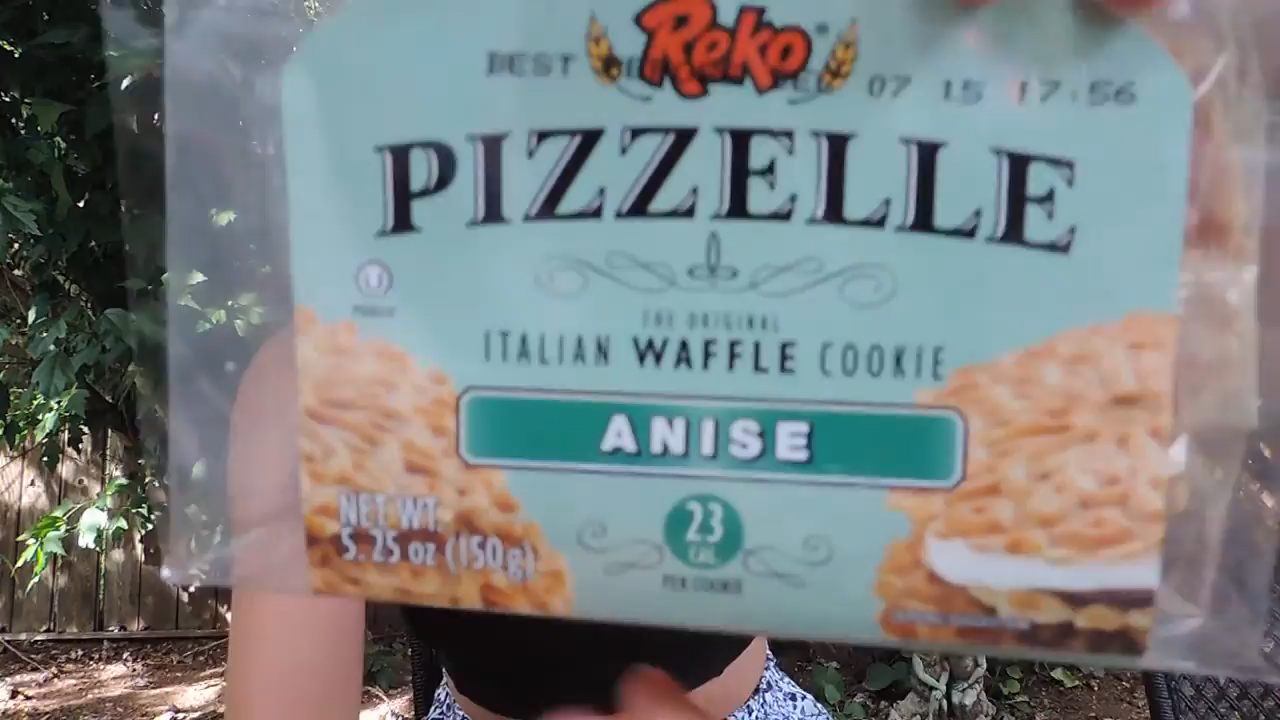 Reko
BEST 07 15 17:56
PIZZELLE
THE ORIGINAL
ITALIAN WAFFLE COOKIE
ANISE
NET WT.
5.25 oz (150g)
23
CAL
PER COOKIE